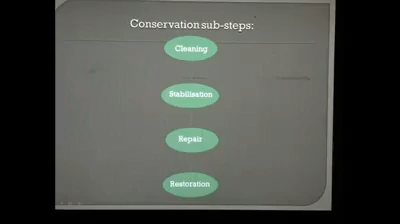 Conservation sub-steps:
Cleaning
Stabilisation
Repair
Restoration